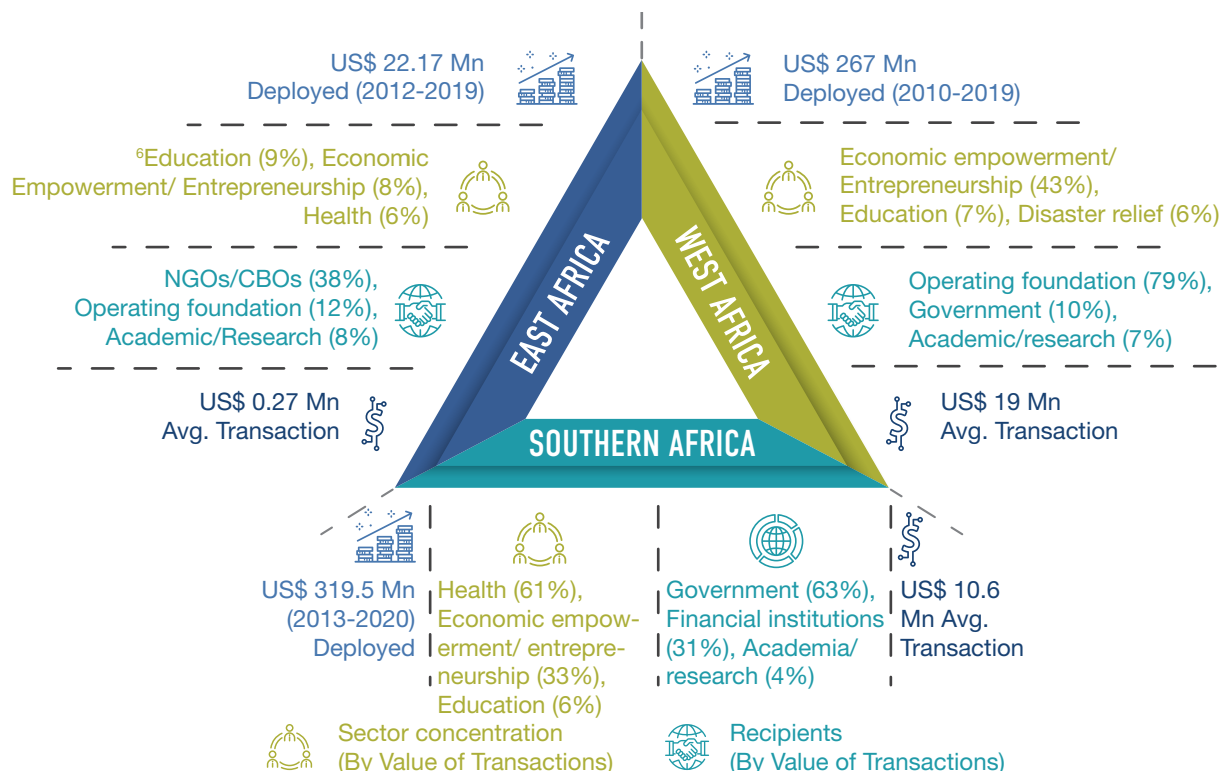 US$ 22.17 Mn
Deployed (2012-2019)
⁶Education (9%), Economic
Empowerment/ Entrepreneurship (8%),
Health (6%)
NGOs/CBOs (38%),
Operating foundation (12%),
Academic/Research (8%)
US$ 0.27 Mn
Avg. Transaction
EAST AFRICA
US$ 267 Mn
Deployed (2010-2019)
Economic empowerment/
Entrepreneurship (43%),
Education (7%), Disaster relief (6%)
Operating foundation (79%),
Government (10%),
Academic/research (7%)
US$ 19 Mn
Avg. Transaction
WEST AFRICA
SOUTHERN AFRICA
US$ 319.5 Mn
(2013-2020)
Deployed
Health (61%),
Economic empow-
erment/ entrepre-
neurship (33%),
Education (6%)
Government (63%),
Financial institutions
(31%), Academia/
research (4%)
US$ 10.6
Mn Avg.
Transaction
Sector concentration
(By Value of Transactions)
Recipients
(By Value of Transactions)